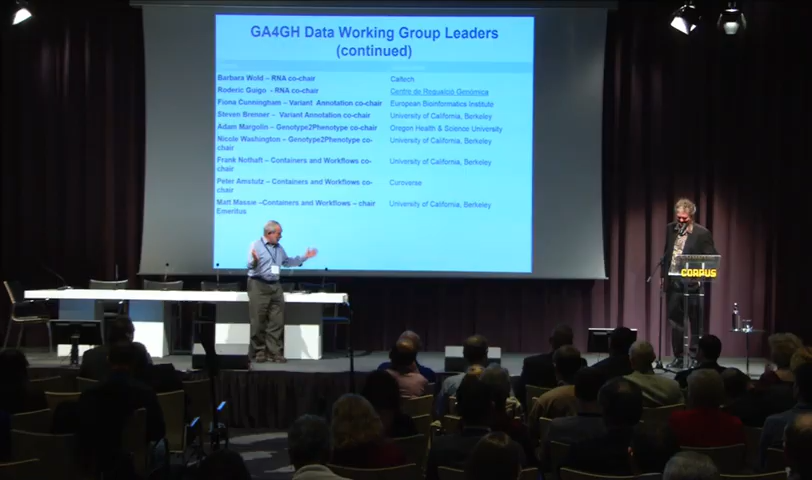 GA4GH Data Working Group Leaders
(continued)
Barbara Wold – RNA co-chair Caltech
Roderic Guigo - RNA co-chair Centre de Regualció Genòmica
Fiona Cunningham – Variant Annotation co-chair European Bioinformatics Institute
Steven Brenner - Variant Annotation co-chair University of California, Berkeley
Adam Margolin – Genotype2Phenotype co-chair Oregon Health & Science University
Nicole Washington – Genotype2Phenotype co- University of California, Berkeley
chair
Frank Nothaft – Containers and Workflows co- University of California, Berkeley
chair
Peter Amstutz – Containers and Workflows co- Curoverse
chair
Matt Massie –Containers and Workflows – chair University of California, Berkeley
Emeritus
CORPUS